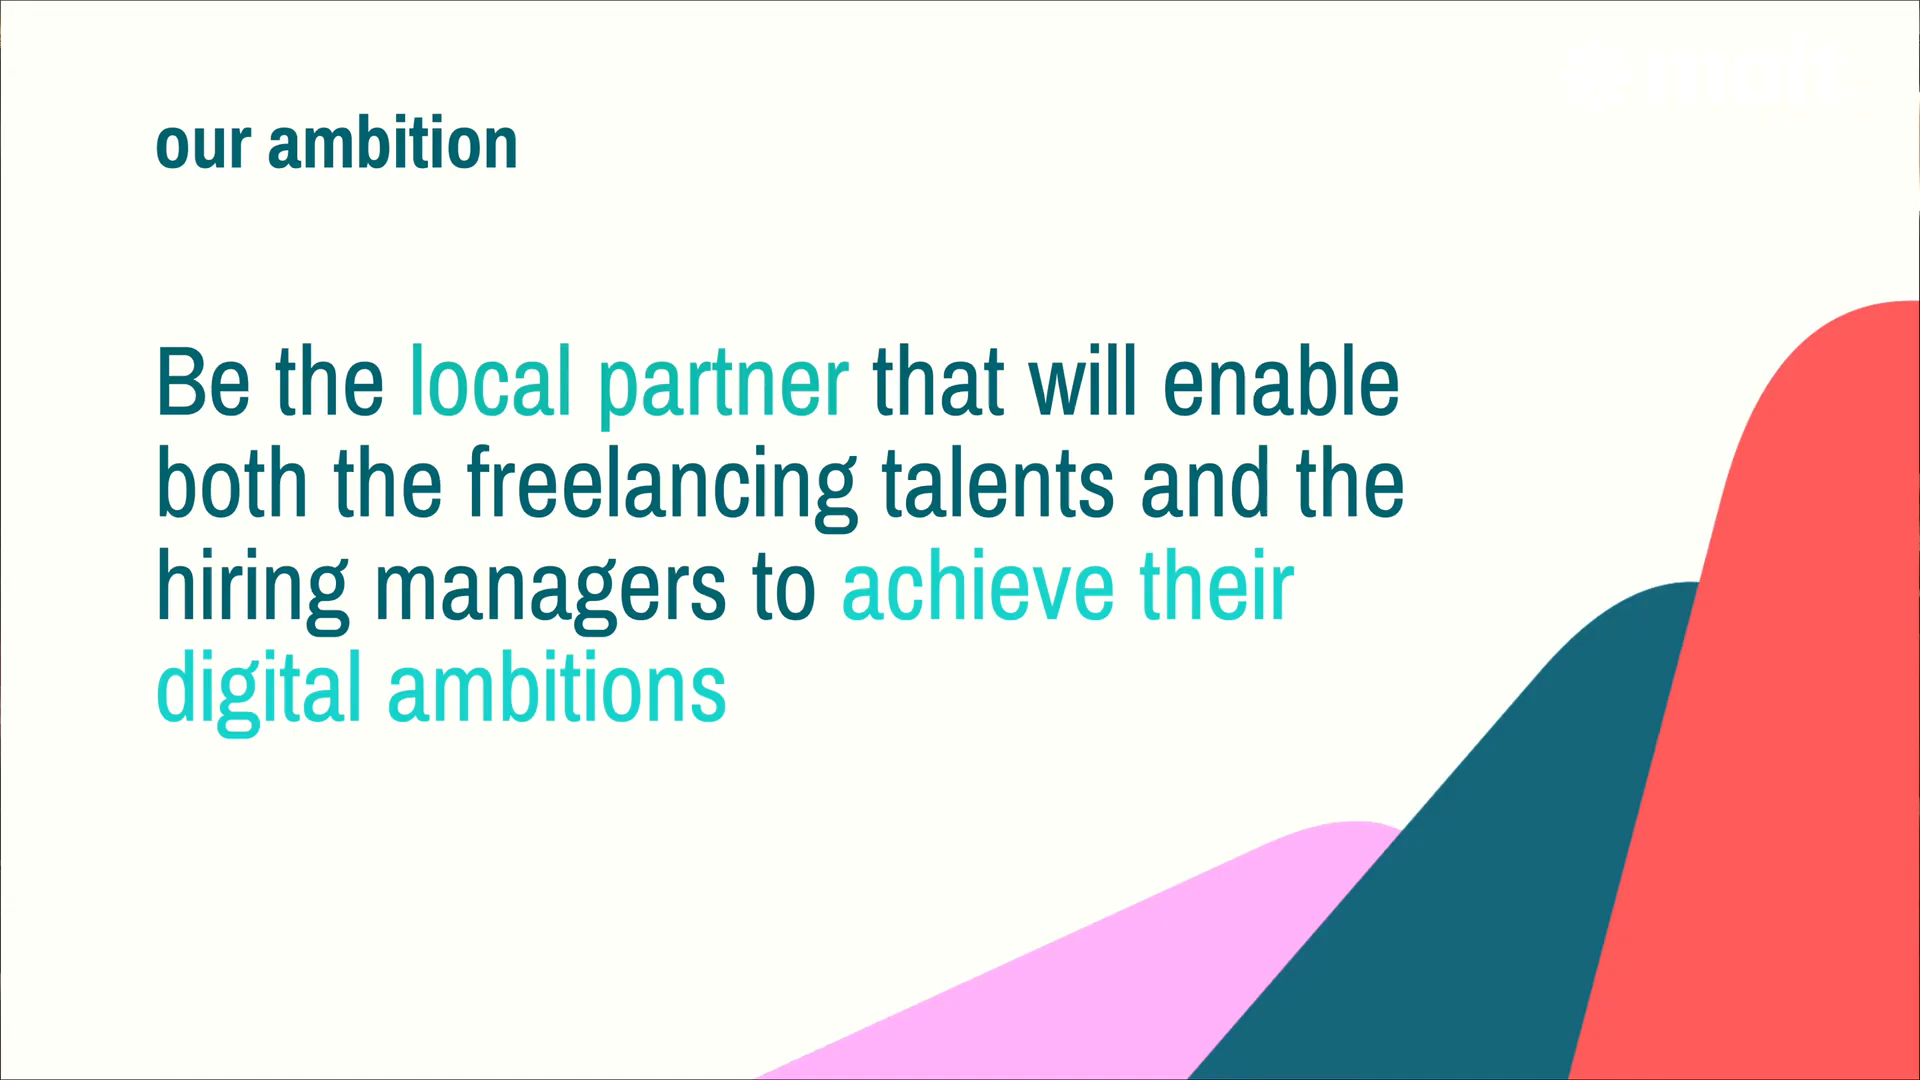 our ambition
Be the local partner that will enable
both the freelancing talents and the
hiring managers to achieve their
digital ambitions